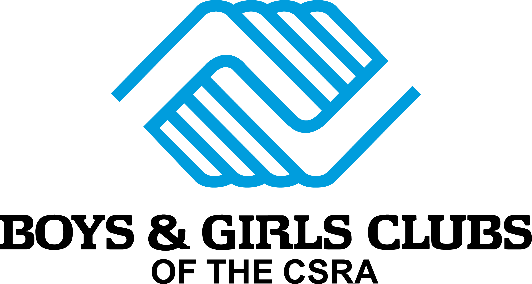 BOYS & GIRLS CLUBS
OF THE CSRA